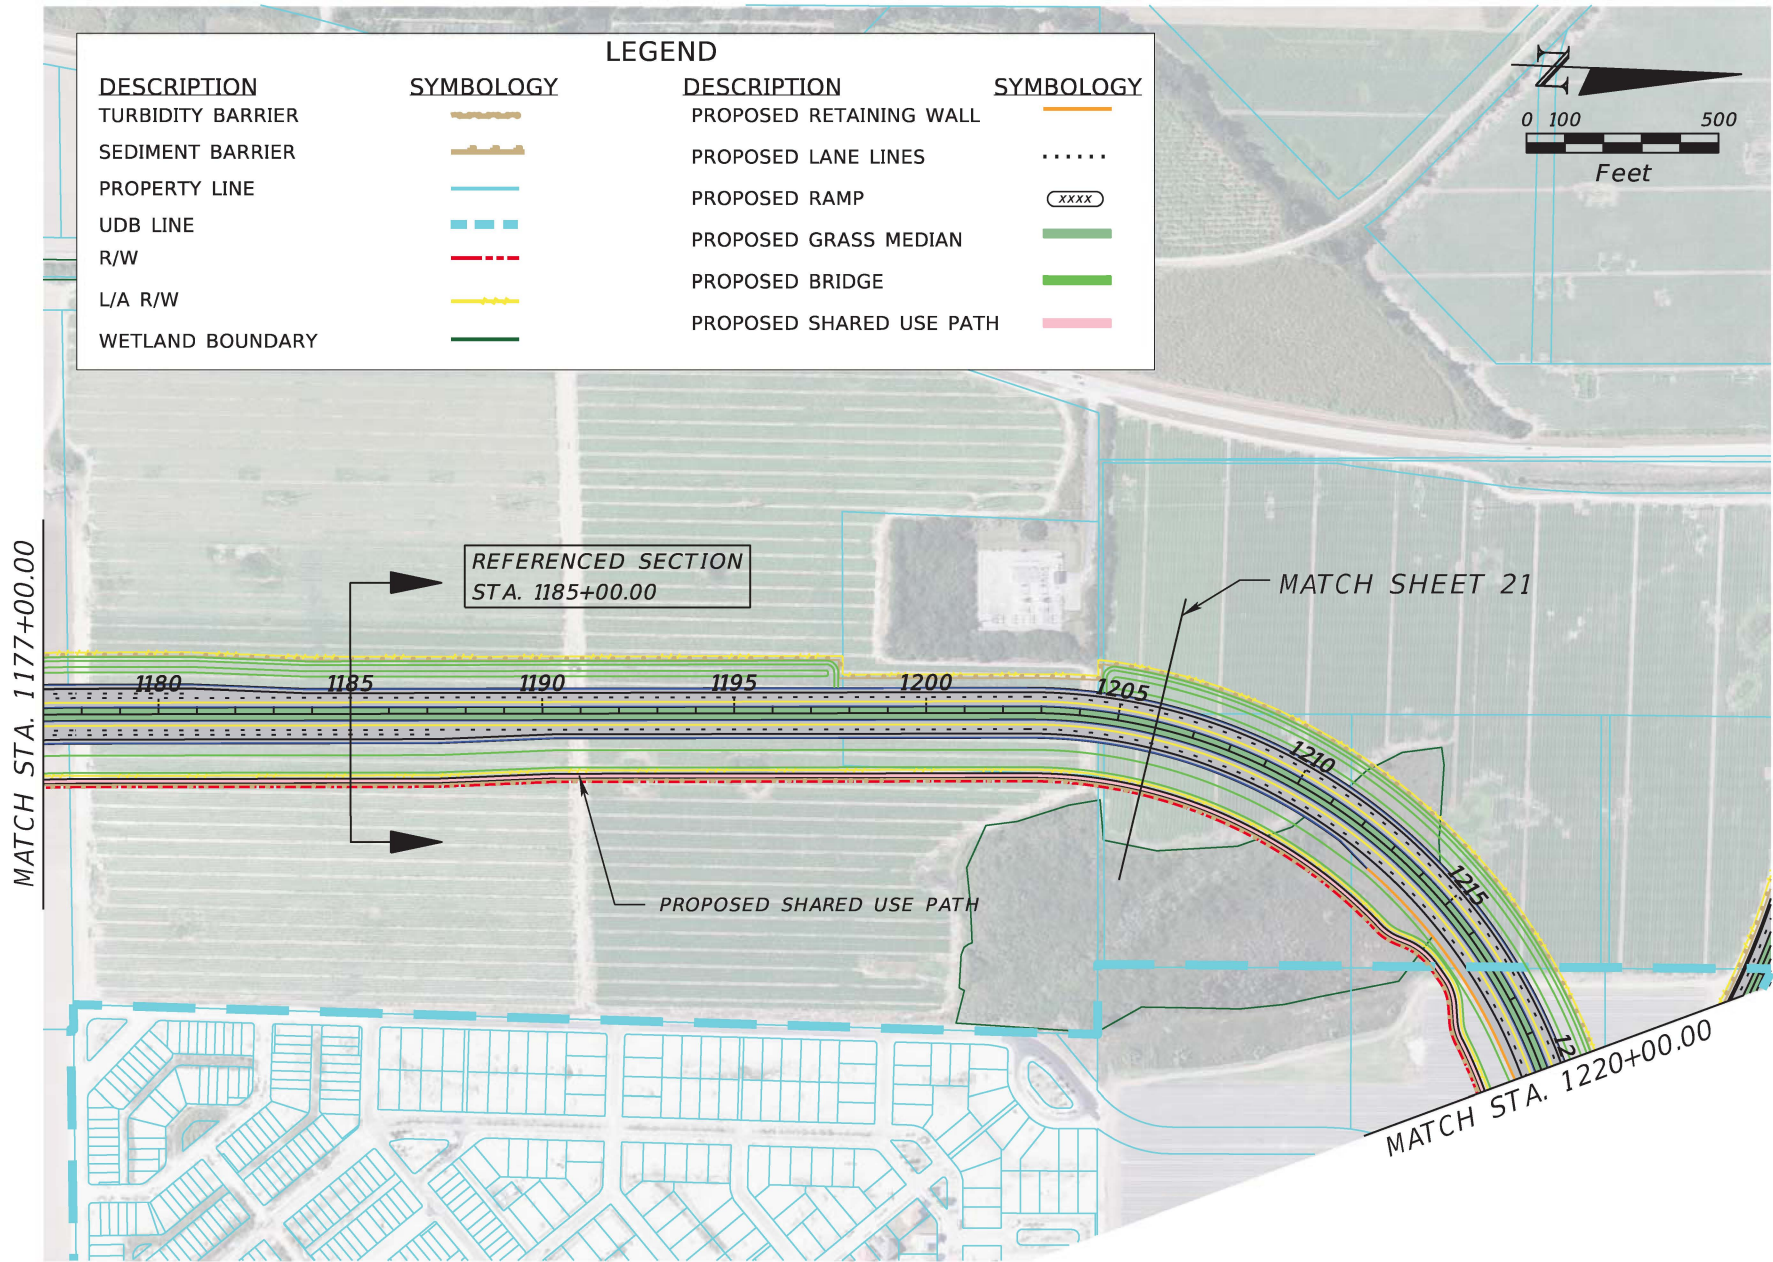 LEGEND
DESCRIPTION SYMBOLOGY DESCRIPTION SYMBOLOGY
TURBIDITY BARRIER
SEDIMENT BARRIER
PROPERTY LINE
UDB LINE
R/W
L/A R/W
WETLAND BOUNDARY
PROPOSED RETAINING WALL
PROPOSED LANE LINES
PROPOSED RAMP
XXXX
PROPOSED GRASS MEDIAN
PROPOSED BRIDGE
PROPOSED SHARED USE PATH
N
0 100 500
Feet
REFERENCED SECTION
STA. 1185+00.00
MATCH SHEET 21
MATCH STA. 1177+00.00
1180
1185
1190
1195
1200
1205
1210
1215
12
PROPOSED SHARED USE PATH
MATCH STA. 1220+00.00